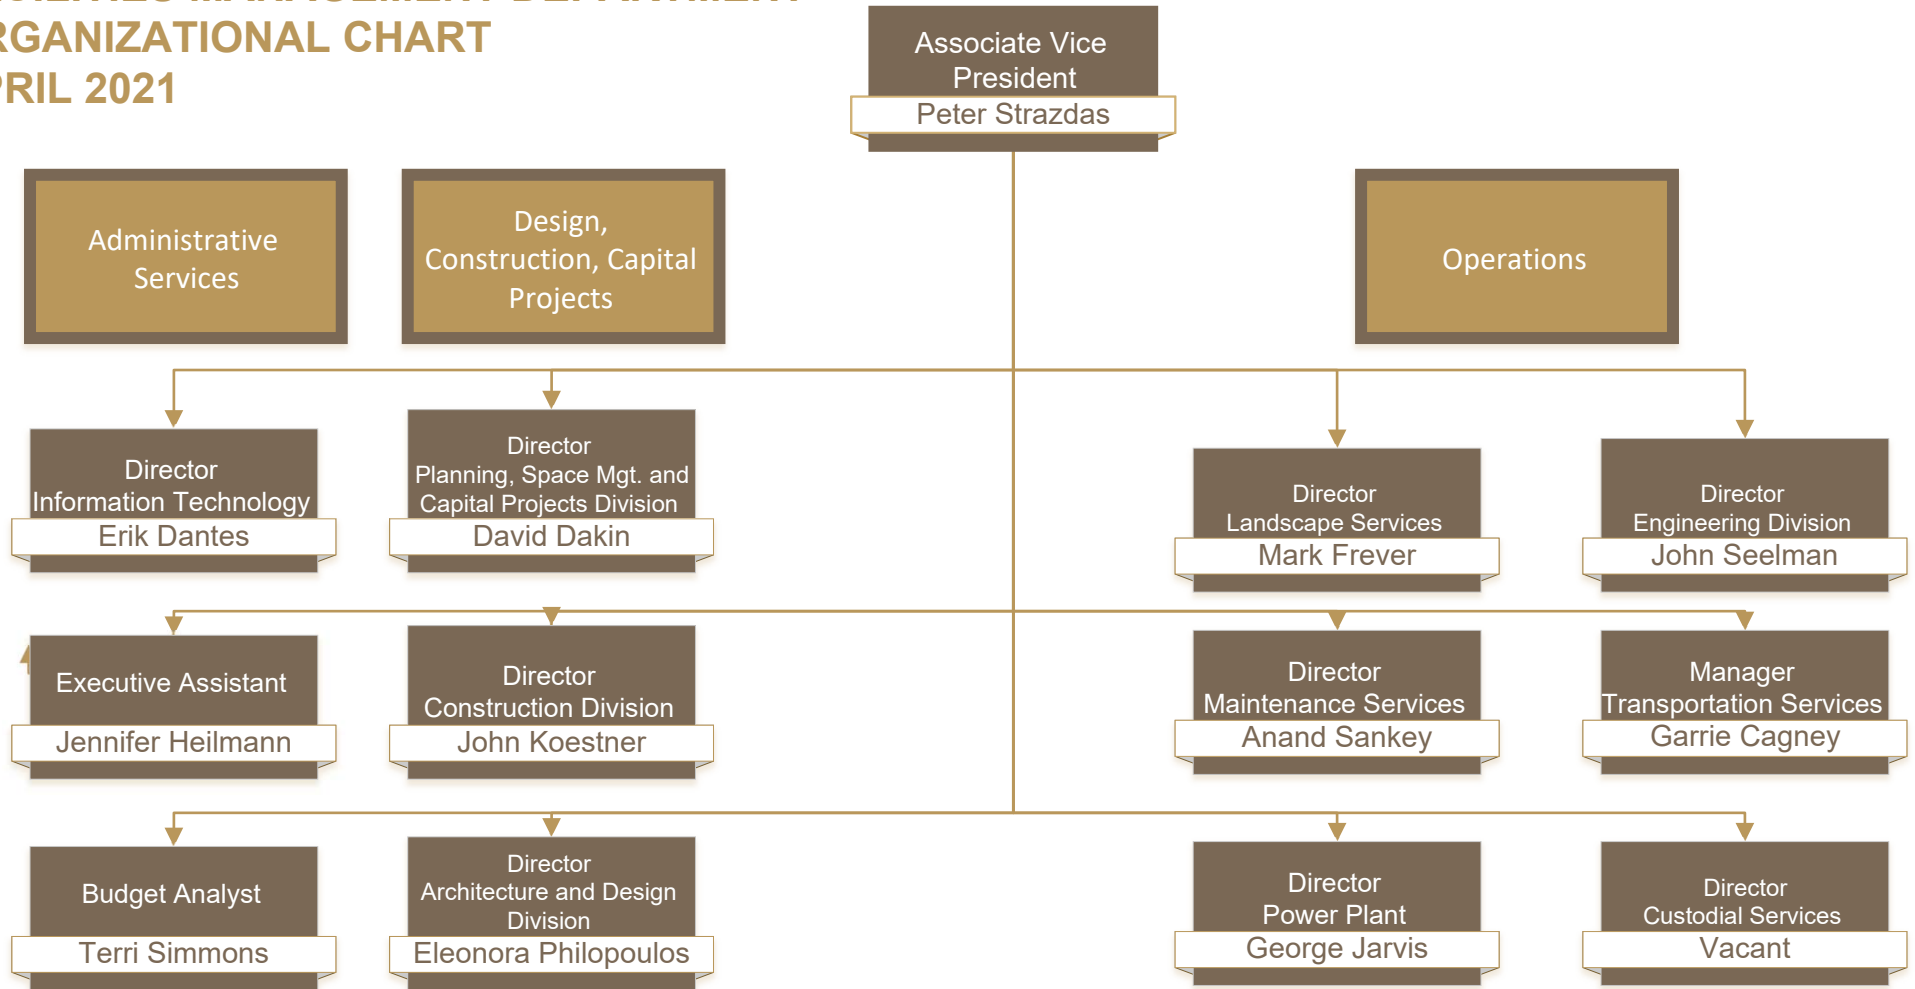 ORGANIZATIONAL CHART
APRIL 2021
Associate Vice
President
Peter Strazdas
Administrative
Services
Design,
Construction, Capital
Projects
Operations
Director
Information Technology
Erik Dantes
Director
Planning, Space Mgt. and
Capital Projects Division
David Dakin
Director
Landscape Services
Mark Frever
Director
Engineering Division
John Seelman
Executive Assistant
Jennifer Heilmann
Director
Construction Division
John Koestner
Director
Maintenance Services
Anand Sankey
Manager
Transportation Services
Garrie Cagney
Budget Analyst
Terri Simmons
Director
Architecture and Design
Division
Eleonora Philopoulos
Director
Power Plant
George Jarvis
Director
Custodial Services
Vacant